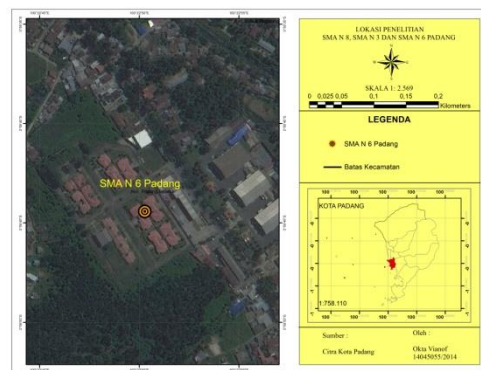 SMA N 6 Padang
LOKASI PENELITIAN
SMA N 8, SMA N 3 DAN SMA N 6 PADANG
SKALA 1: 2.569
0 0,025 0,05 0,1 0,15 0,2
Kilometers
LEGENDA
SMA N 6 Padang
Batas Kecamatan
KOTA PADANG
1:758.110
Sumber :
Oleh :
Citra Kota Padang
Okta Vianof
14045055/2014